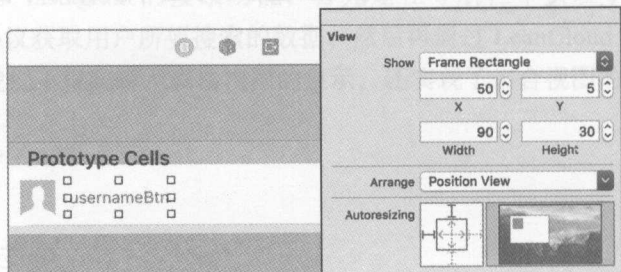 Prototype Cells
usernameBtn
View
Show Frame Rectangle
50 5
X Y
90 30
Width Height
Arrange Position View
Autoresizing